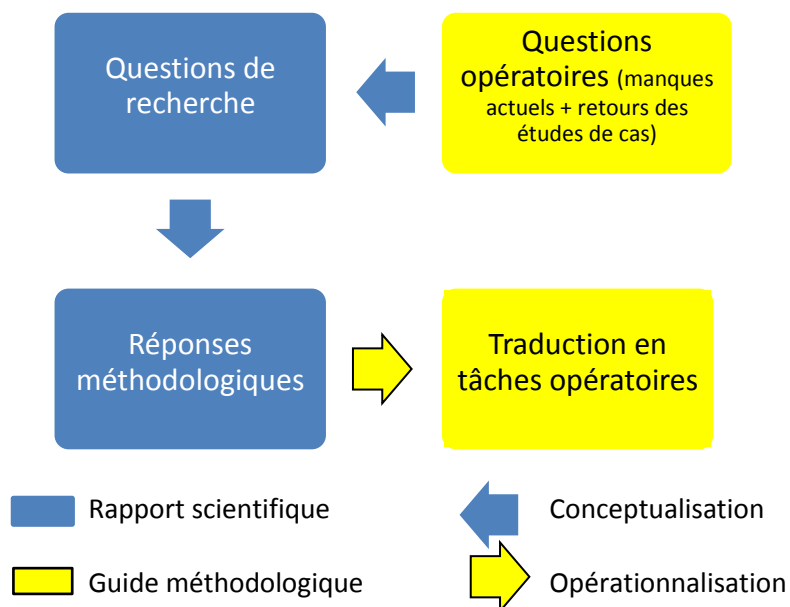 Questions de
recherche
Questions
opératoires (manques
actuels + retours des
études de cas)
Réponses
méthodologiques
Traduction en
tâches opératoires
Rapport scientifique
Conceptualisation
Guide méthodologique
Opérationnalisation